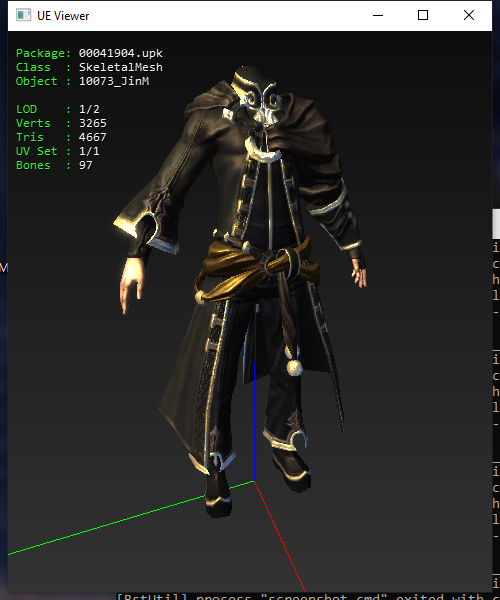 UE Viewer
Package: 00041904.upk
Class : SkeletalMesh
Object : 10073_JinM
LOD : 1/2
Verts : 3265
Tris : 4667
UV Set : 1/1
Bones : 97
M
i
c
h
l
-
i
c
h
l
-
i
c
h
l
-
i
[BstUtil] process "screenshot.cmd" exited with c